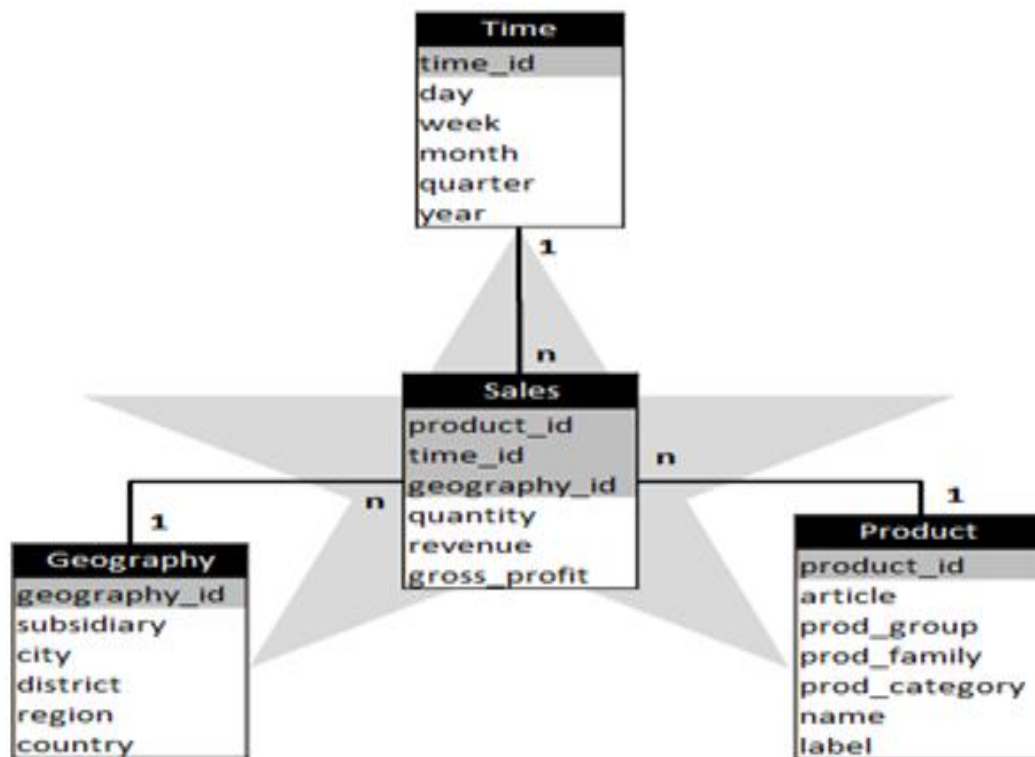 Time
time_id
day
week
month
quarter
year
1
n
Sales
product_id
time_id
geography_id
quantity
revenue
gross_profit
n
1
Geography
geography_id
subsidiary
city
district
region
country
n
1
Product
product_id
article
prod_group
prod_family
prod_category
name
label